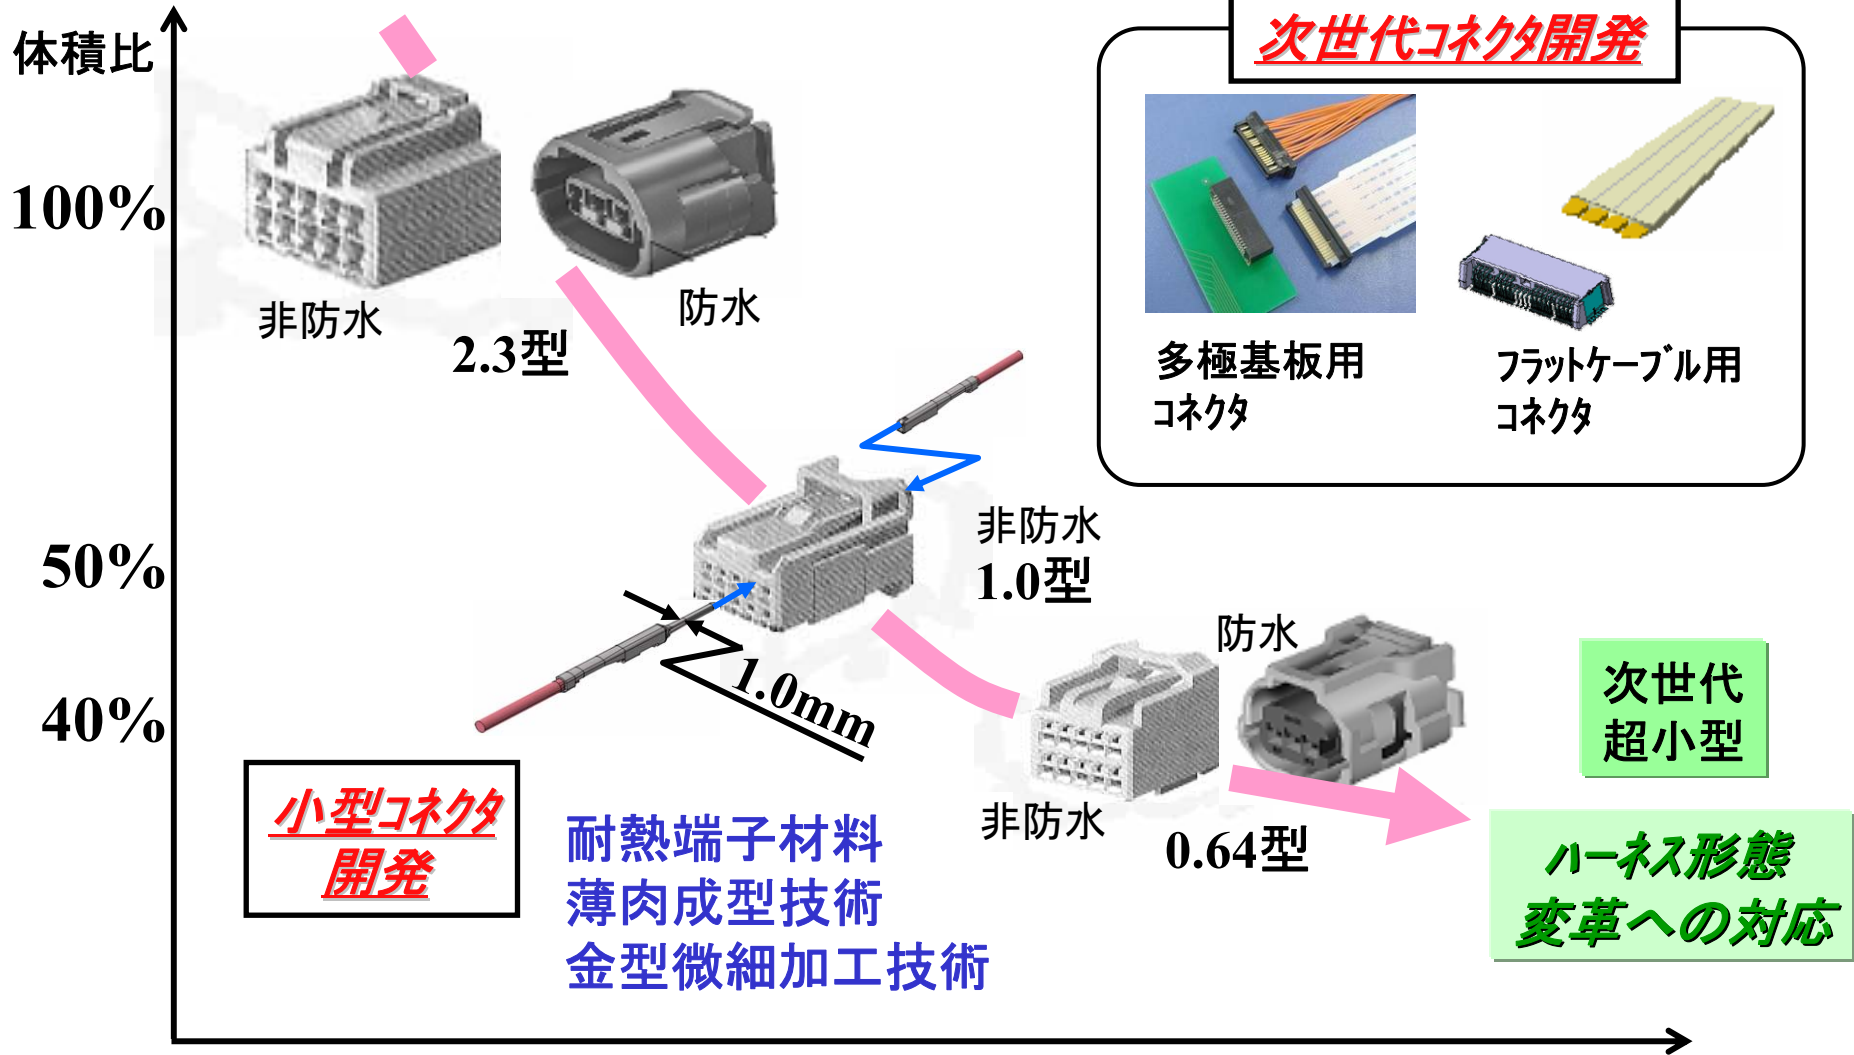 体積比
100%
50%
40%
非防水
防水
2.3型
次世代コネクタ開発
多極基板用
コネクタ
フラットケーブル用
コネクタ
非防水
1.0型
1.0mm
防水
非防水
0.64型
次世代
超小型
ハーネス形態
変革への対応
小型コネクタ
開発
耐熱端子材料
薄肉成型技術
金型微細加工技術